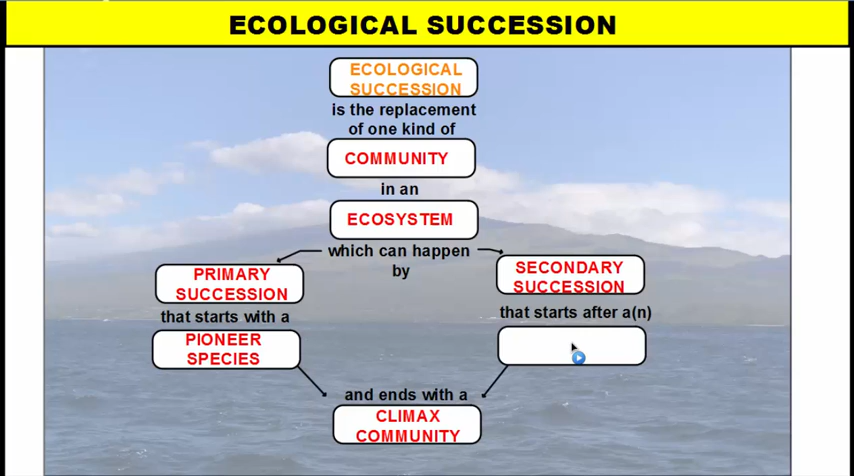 ECOLOGICAL SUCCESSION
ECOLOGICAL
SUCCESSION
is the replacement
of one kind of
COMMUNITY
in an
ECOSYSTEM
which can happen
by
PRIMARY
SUCCESSION
that starts with a
PIONEER
SPECIES
SECONDARY
SUCCESSION
that starts after a(n)
and ends with a
CLIMAX
COMMUNITY